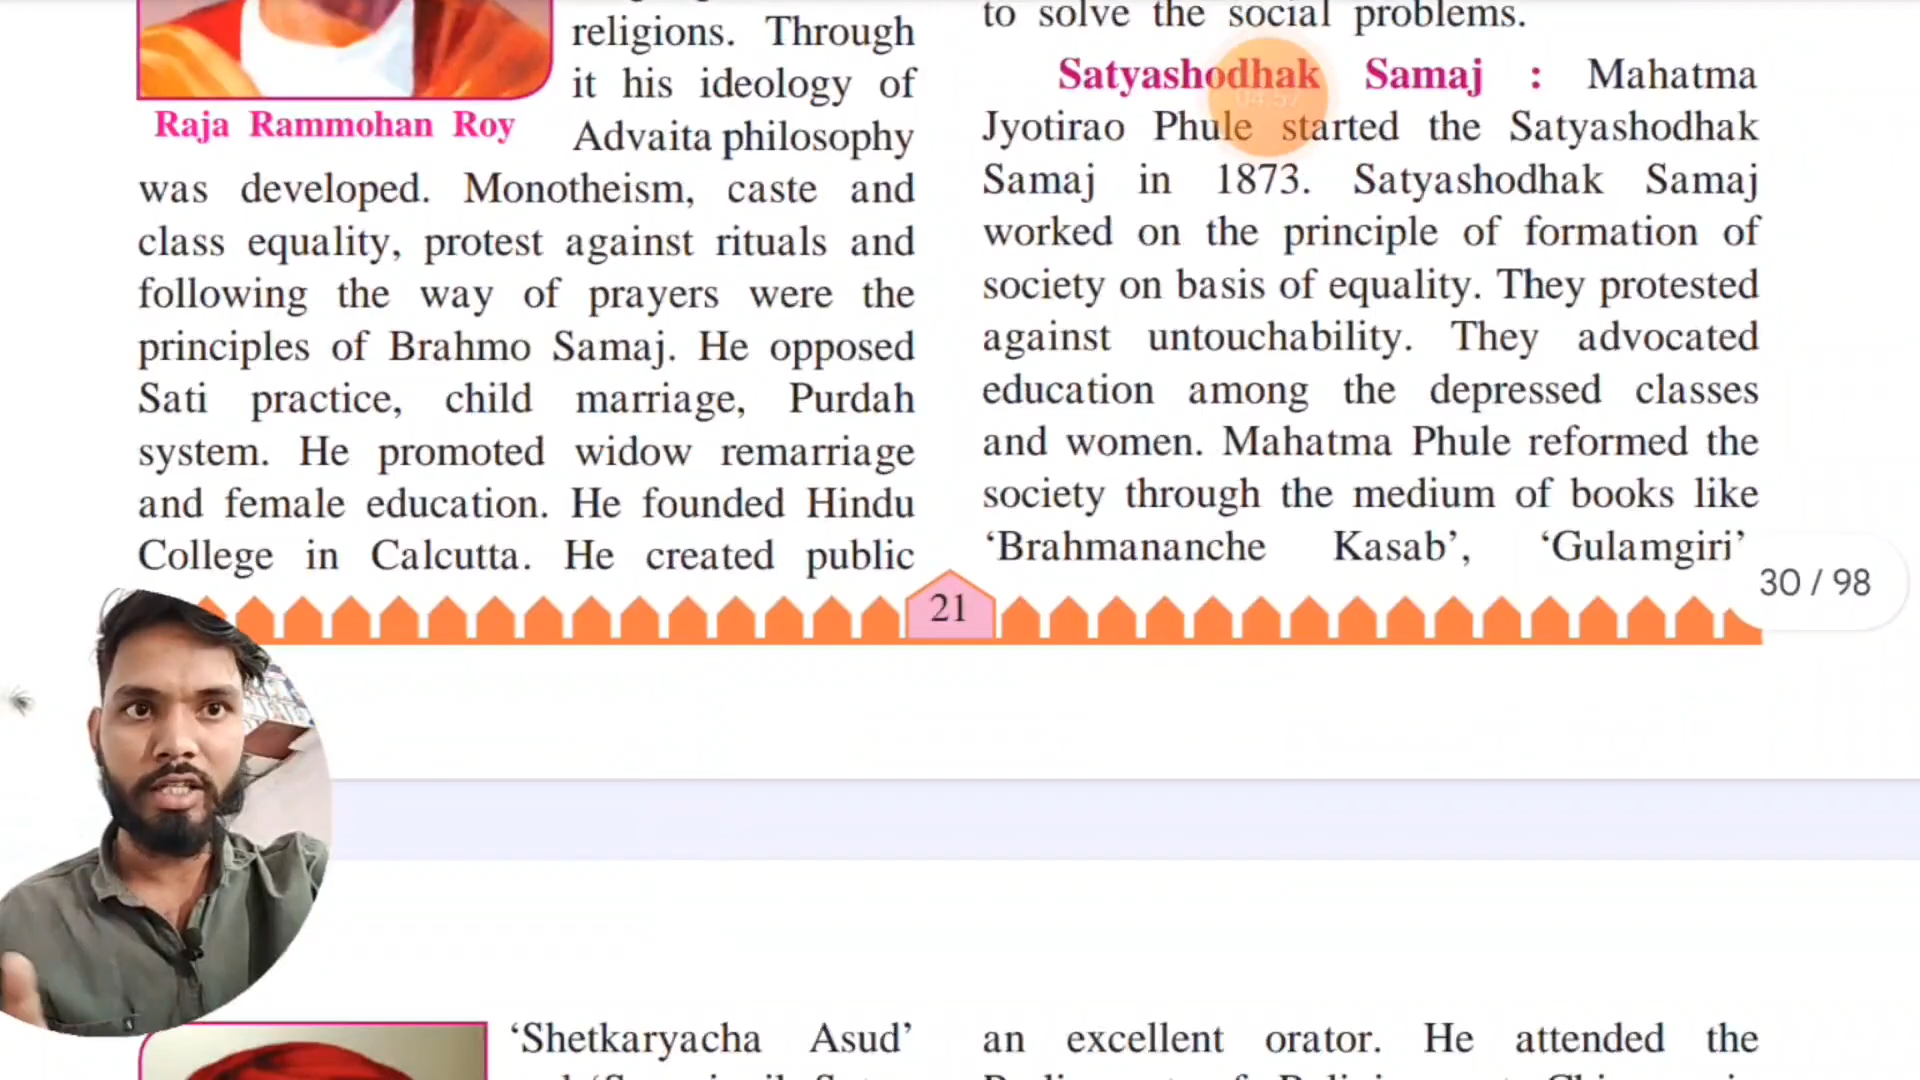 religions. Through
it his ideology of
Raja Rammohan Roy
Advaita philosophy
was developed. Monotheism, caste and
class equality, protest against rituals and
following the way of prayers were the
principles of Brahmo Samaj. He opposed
Sati practice, child marriage, Purdah
system. He promoted widow remarriage
and female education. He founded Hindu
College in Calcutta. He created public
to solve the social problems.
Satyashodhak Samaj : Mahatma
Jyotirao Phule started the Satyashodhak
Samaj in 1873. Satyashodhak Samaj
worked on the principle of formation of
society on basis of equality. They protested
against untouchability. They advocated
education among the depressed classes
and women. Mahatma Phule reformed the
society through the medium of books like
‘Brahmananche Kasab’, ‘Gulamgiri’
21
30 / 98
‘Shetkaryacha Asud’
an excellent orator. He attended the